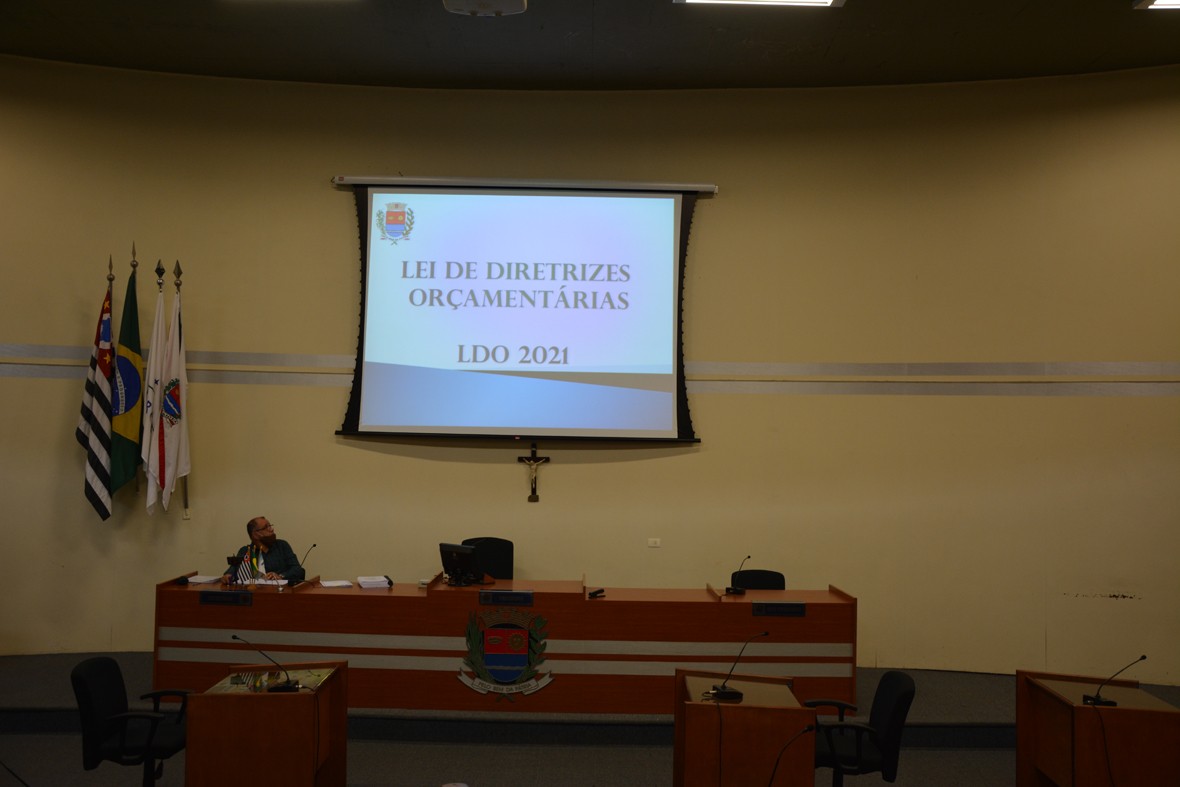 LEI DE DIRETRIZES
ORÇAMENTÁRIAS
LDO 2021